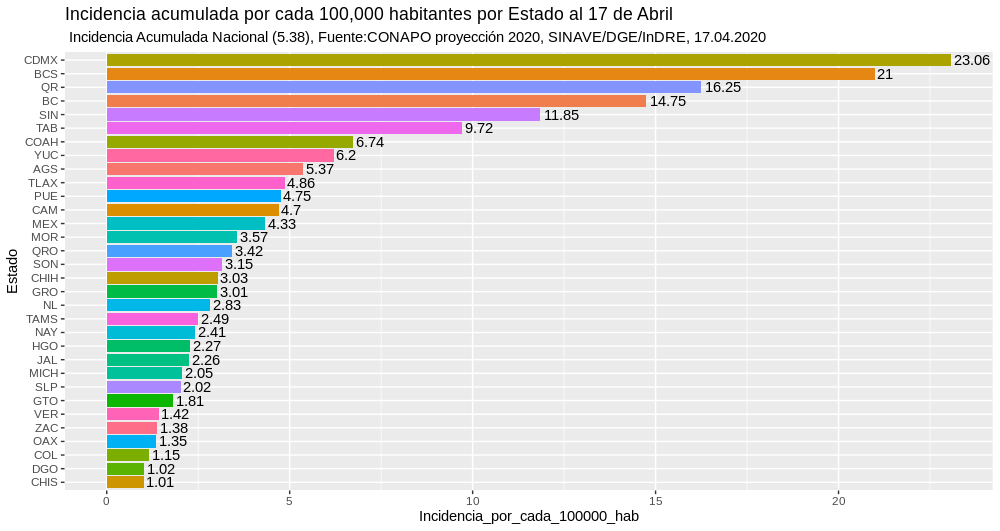 Incidencia acumulada por cada 100,000 habitantes por Estado al 17 de Abril
Incidencia Acumulada Nacional (5.38), Fuente:CONAPO proyección 2020, SINAVE/DGE/InDRE, 17.04.2020
Estado
CDMX 23.06
BCS 21
QR 16.25
BC 14.75
SIN 11.85
TAB 9.72
COAH 6.74
YUC 6.2
AGS 5.37
TLAX 4.86
PUE 4.75
CAM 4.7
MEX 4.33
MOR 3.57
QRO 3.42
SON 3.15
CHIH 3.03
GRO 3.01
NL 2.83
TAMS 2.49
NAY 2.41
HGO 2.27
JAL 2.26
MICH 2.05
SLP 2.02
GTO 1.81
VER 1.42
ZAC 1.38
OAX 1.35
COL 1.15
DGO 1.02
CHIS 1.01
0 5 10 15 20
Incidencia_por_cada_100000_hab